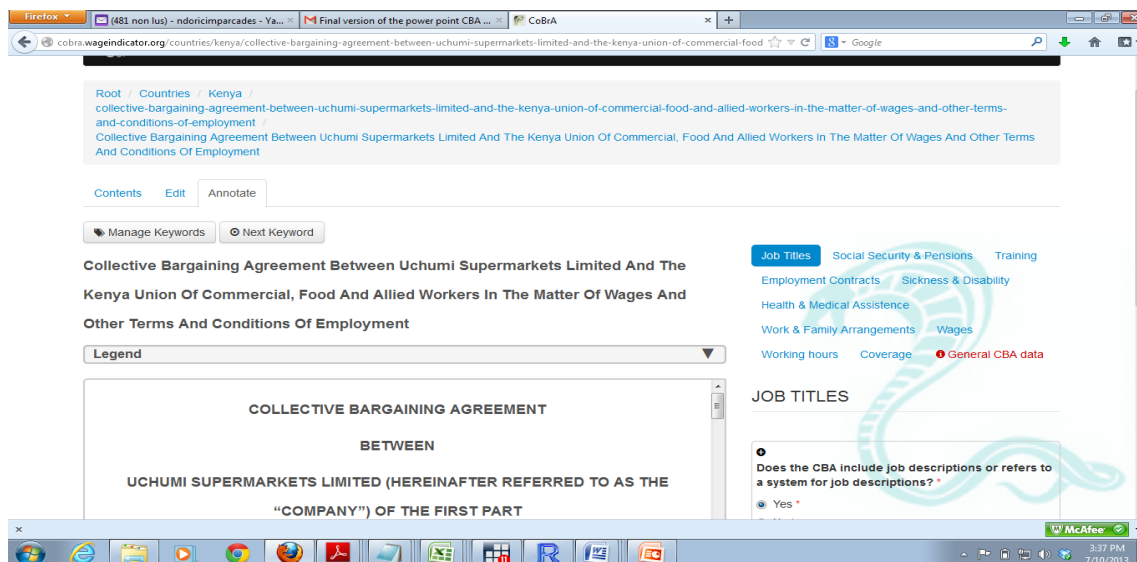 Firefox
(481 non lus) - ndoricimparcades - Ya...
Final version of the power point CBA ...
CoBrA
cobra.wageindicator.org/countries/kenya/collective-bargaining-agreement-between-uchumi-supermarkets-limited-and-the-kenya-union-of-commercial-food
Google
Root / Countries / Kenya /
collective-bargaining-agreement-between-uchumi-supermarkets-limited-and-the-kenya-union-of-commercial-food-and-allied-workers-in-the-matter-of-wages-and-other-terms-
and-conditions-of-employment /
Collective Bargaining Agreement Between Uchumi Supermarkets Limited And The Kenya Union Of Commercial, Food And Allied Workers In The Matter Of Wages And Other Terms
And Conditions Of Employment
Contents Edit Annotate
Manage Keywords Next Keyword
Collective Bargaining Agreement Between Uchumi Supermarkets Limited And The
Kenya Union Of Commercial, Food And Allied Workers In The Matter Of Wages And
Other Terms And Conditions Of Employment
Legend
COLLECTIVE BARGAINING AGREEMENT
BETWEEN
UCHUMI SUPERMARKETS LIMITED (HEREINAFTER REFERRED TO AS THE
“COMPANY”) OF THE FIRST PART
Job Titles Social Security & Pensions Training
Employment Contracts Sickness & Disability
Health & Medical Assistence
Work & Family Arrangements Wages
Working hours Coverage General CBA data
JOB TITLES
Does the CBA include job descriptions or refers to
a system for job descriptions? *
Yes *
McAfee
3:37 PM
7/10/2013